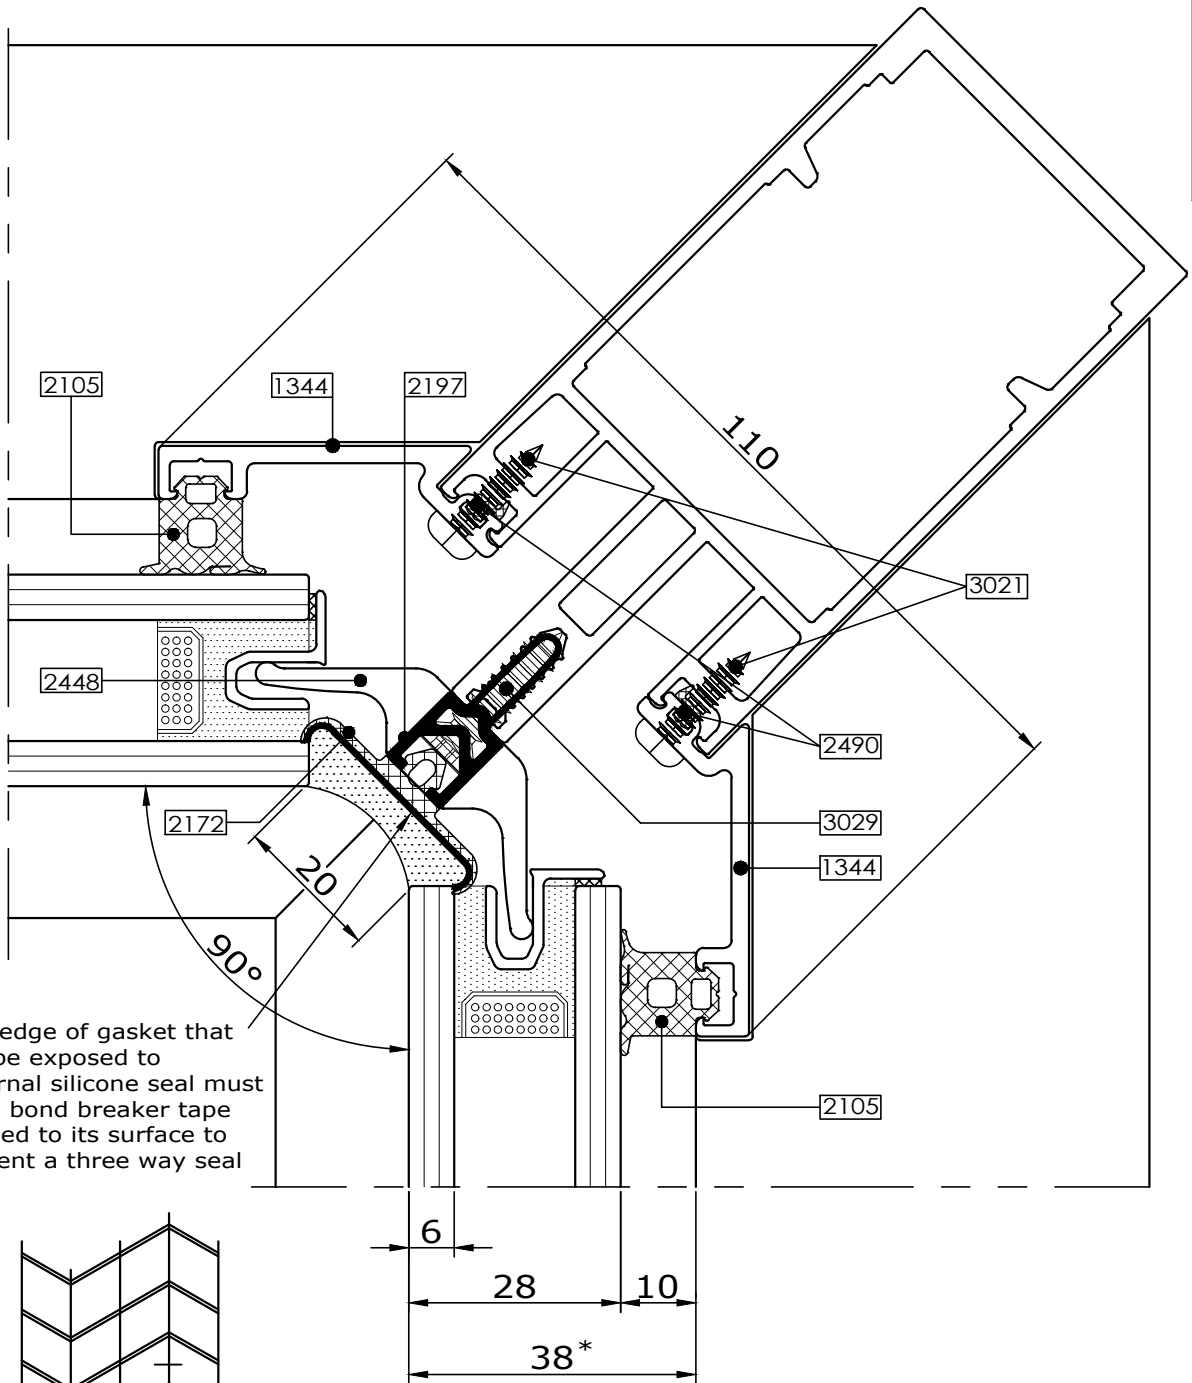 2105
1344
2197
110
3021
2448
2490
2172
3029
20
1344
90°
edge of gasket that
be exposed to
rnal silicone seal must
bond breaker tape
ed to its surface to
ent a three way seal
2105
6
28
10
38*